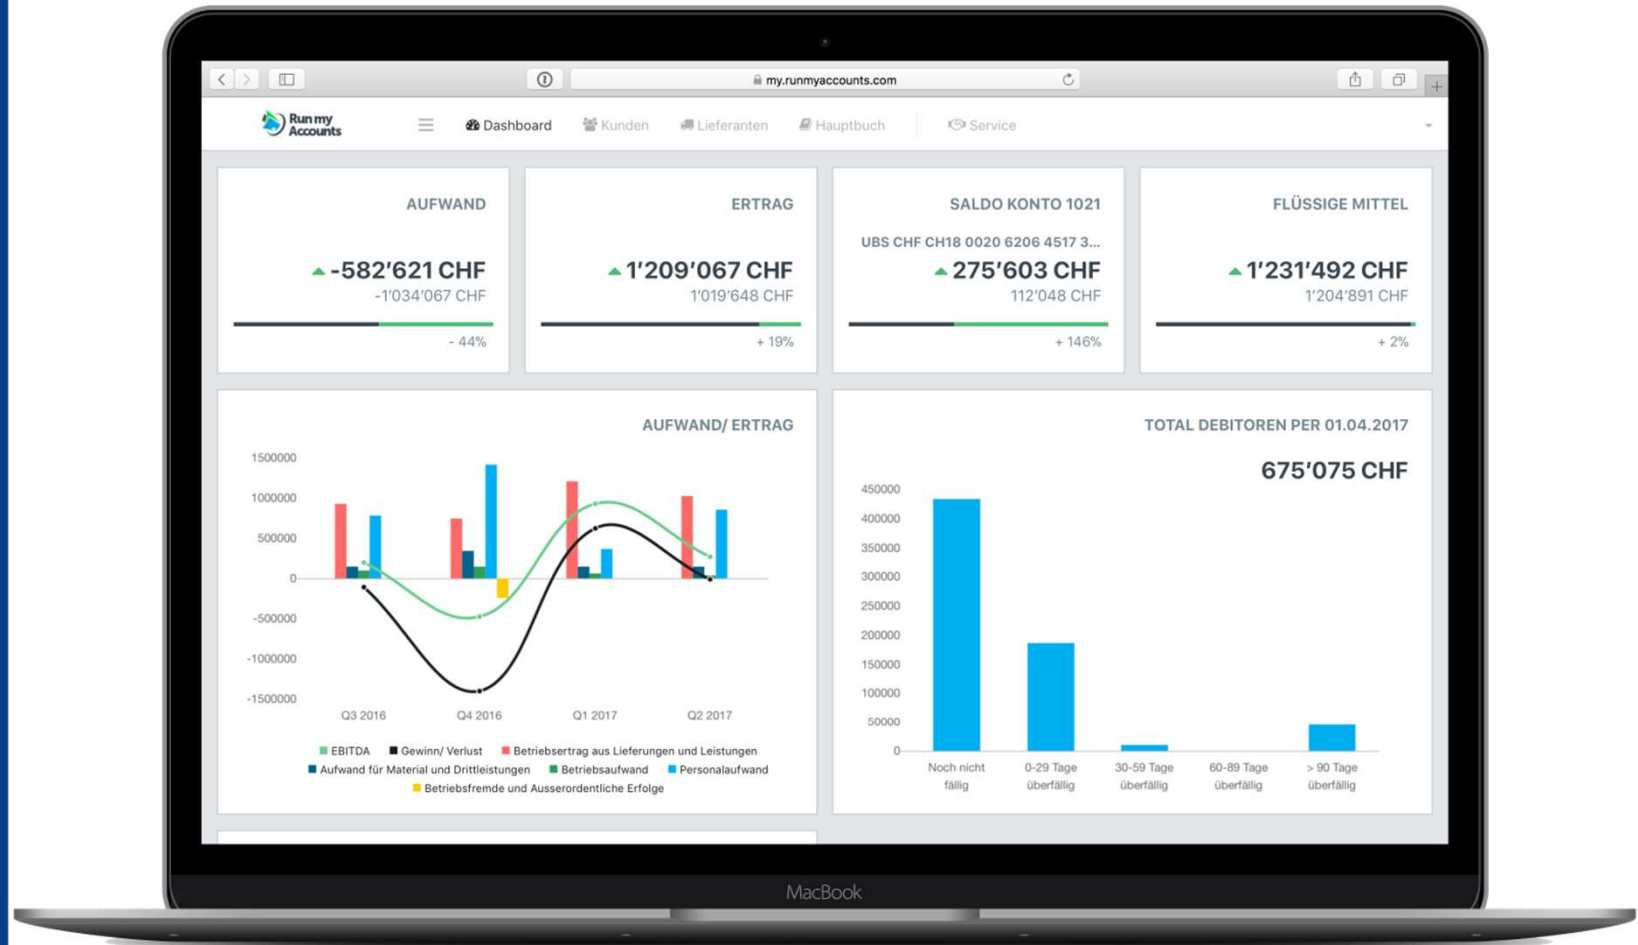 my.runmyaccounts.com
Run my
Accounts
Dashboard
Kunden
Lieferanten
Hauptbuch
Service
AUFWAND
-582’621 CHF
-1’034’067 CHF
- 44%
ERTRAG
1’209’067 CHF
1’019’648 CHF
+ 19%
SALDO KONTO 1021
UBS CHF CH18 0020 6206 4517 3...
275’603 CHF
112’048 CHF
+ 146%
FLÜSSIGE MITTEL
1’231’492 CHF
1’204’891 CHF
+ 2%
AUFWAND/ ERTRAG
1500000
1000000
500000
0
-500000
-1000000
-1500000
Q3 2016
Q4 2016
Q1 2017
Q2 2017
EBITDA
Gewinn/ Verlust
Betriebsertrag aus Lieferungen und Leistungen
Aufwand für Material und Drittleistungen
Betriebsaufwand
Personalaufwand
Betriebsfremde und Ausserordentliche Erfolge
TOTAL DEBITOREN PER 01.04.2017
675’075 CHF
450000
400000
350000
300000
250000
200000
150000
100000
50000
0
Noch nicht
fällig
0-29 Tage
überfällig
30-59 Tage
überfällig
60-89 Tage
überfällig
> 90 Tage
überfällig
MacBook